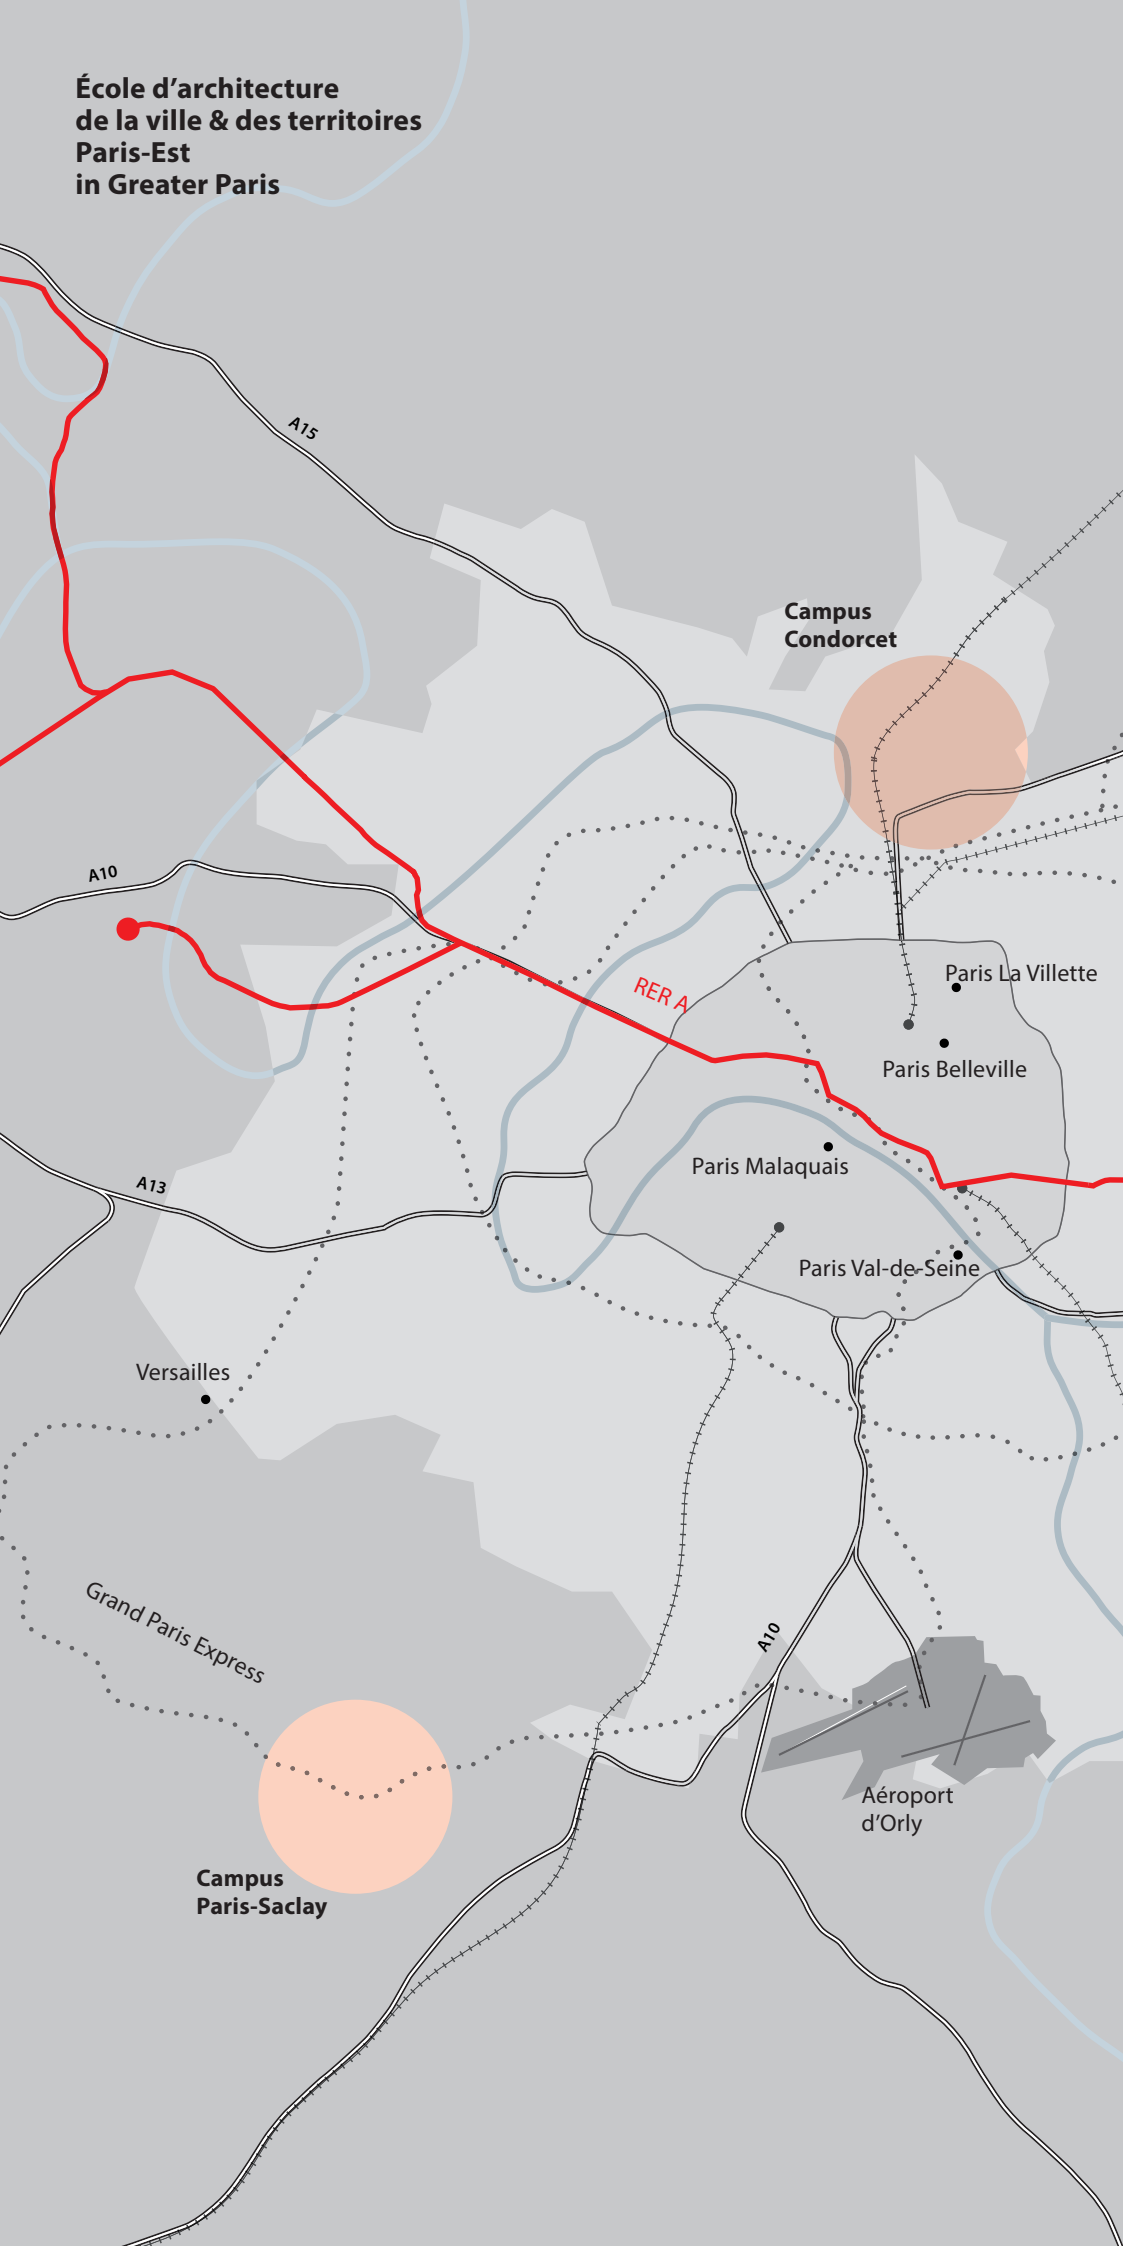 École d’architecture
de la ville & des territoires
Paris-Est
in Greater Paris
A15
Campus
Condorcet
A10
Paris La Villette
RER A
Paris Belleville
Paris Malaquais
A13
Paris Val-de-Seine
Versailles
Grand Paris Express
A10
Aéroport
d’Orly
Campus
Paris-Saclay